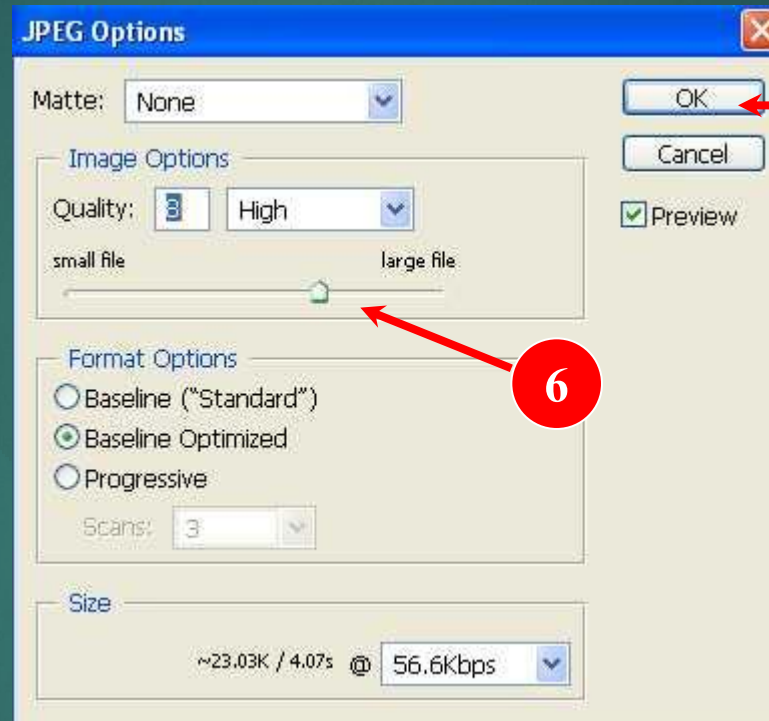 JPEG Options
Matte: None
OK
Cancel
Preview
Image Options
Quality: 8 High
small file large file
6
Format Options
Baseline ("Standard")
Baseline Optimized
Progressive
Scans: 3
Size
~23.03K / 4.07s @ 56.6Kbps